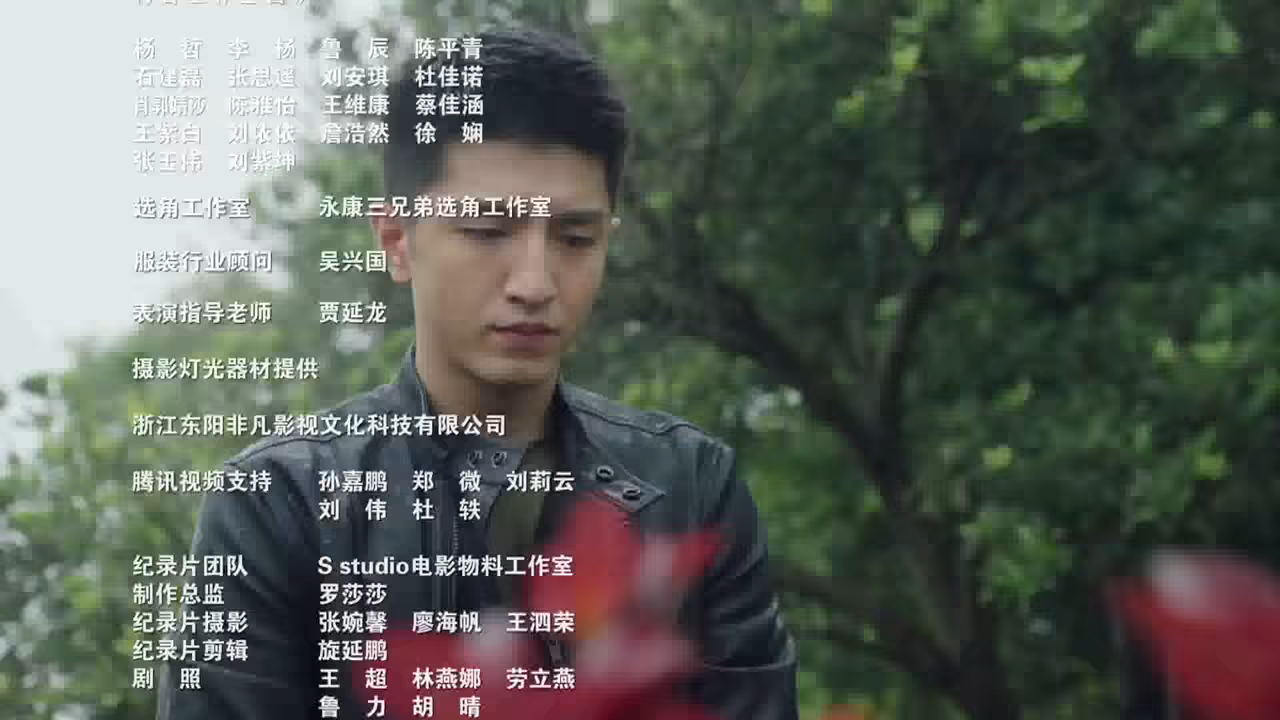 杨 哲 李 杨 鲁 辰 陈平青
张思遥 刘安琪 杜佳诺
陈雅怡 王维康 蔡佳涵
王紫白 刘依依 詹浩然 徐 娴
张玉伟 刘紫坤
选角工作室 永康三兄弟选角工作室
服装行业顾问 吴兴国
表演指导老师 贾延龙
摄影灯光器材提供
浙江东阳非凡影视文化科技有限公司
腾讯视频支持 孙嘉鹏 郑 微 刘莉云
刘 伟 杜 轶
纪录片团队 S studio电影物料工作室
制作总监 罗莎莎
纪录片摄影 张婉馨 廖海帆 王泗荣
纪录片剪辑 旋延鹏
剧 照 王 超 林燕娜 劳立燕
鲁 力 胡 晴